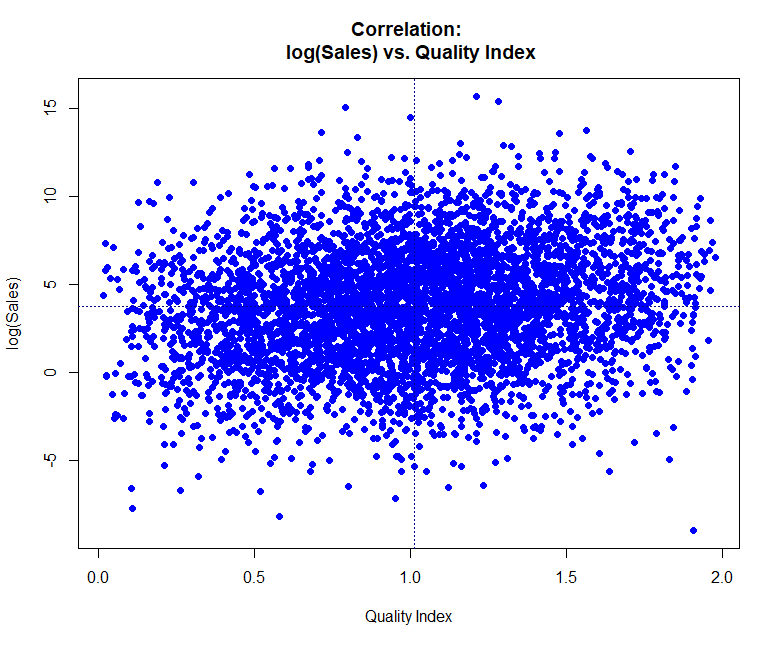 Correlation:
log(Sales) vs. Quality Index
log(Sales)
15
10
5
0
-5
0.0 0.5 1.0 1.5 2.0
Quality Index